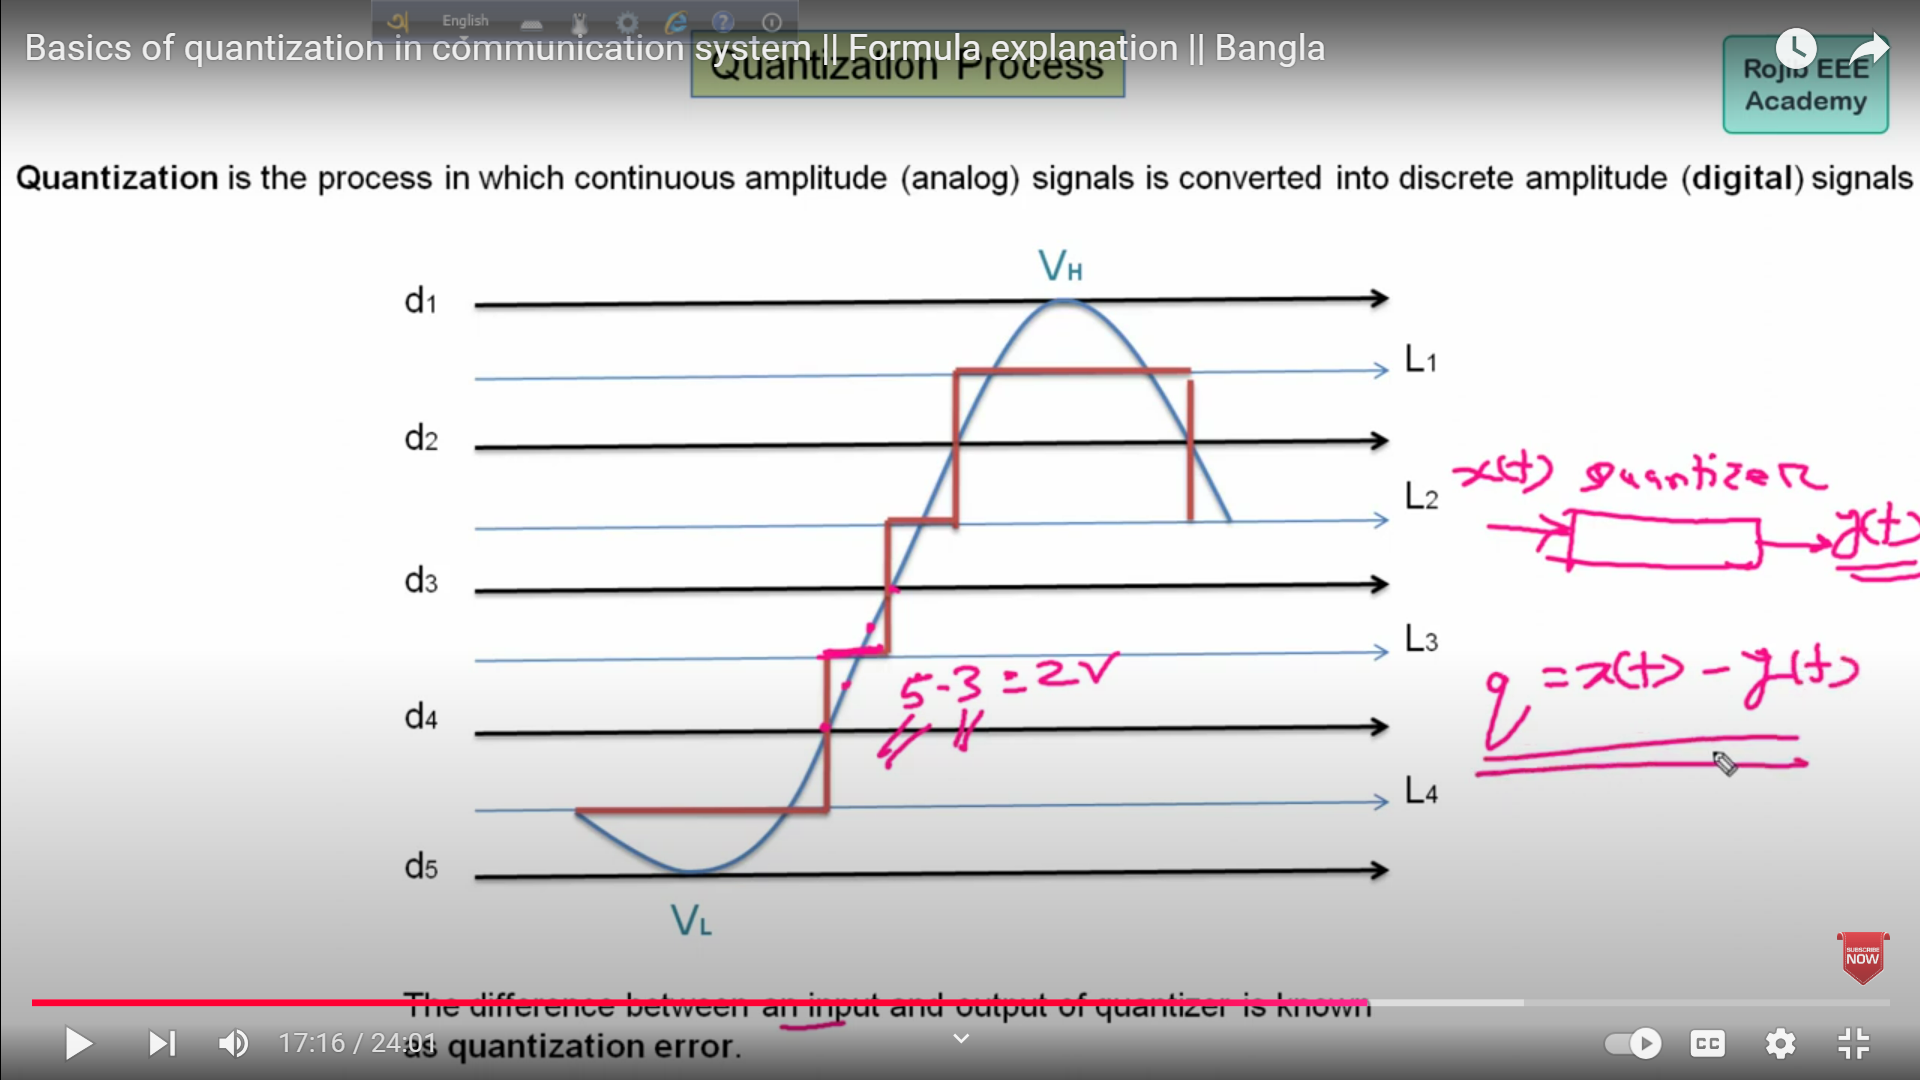 অ English
Basics of quantization in communication system || Formula explanation || Bangla
Quantization Process
Rojib EEE
Academy
Quantization is the process in which continuous amplitude (analog) signals is converted into discrete amplitude (digital) signals
VH
d1
L1
d2
x(t) quantizer
L2
y(t)
d3
L3
5-3=2V
q = x(t) - y(t)
d4
L4
d5
VL
SUBSCRIBE
NOW
The difference between an input and output of quantizer is known
17:16 / 24:01
as quantization error.
CC